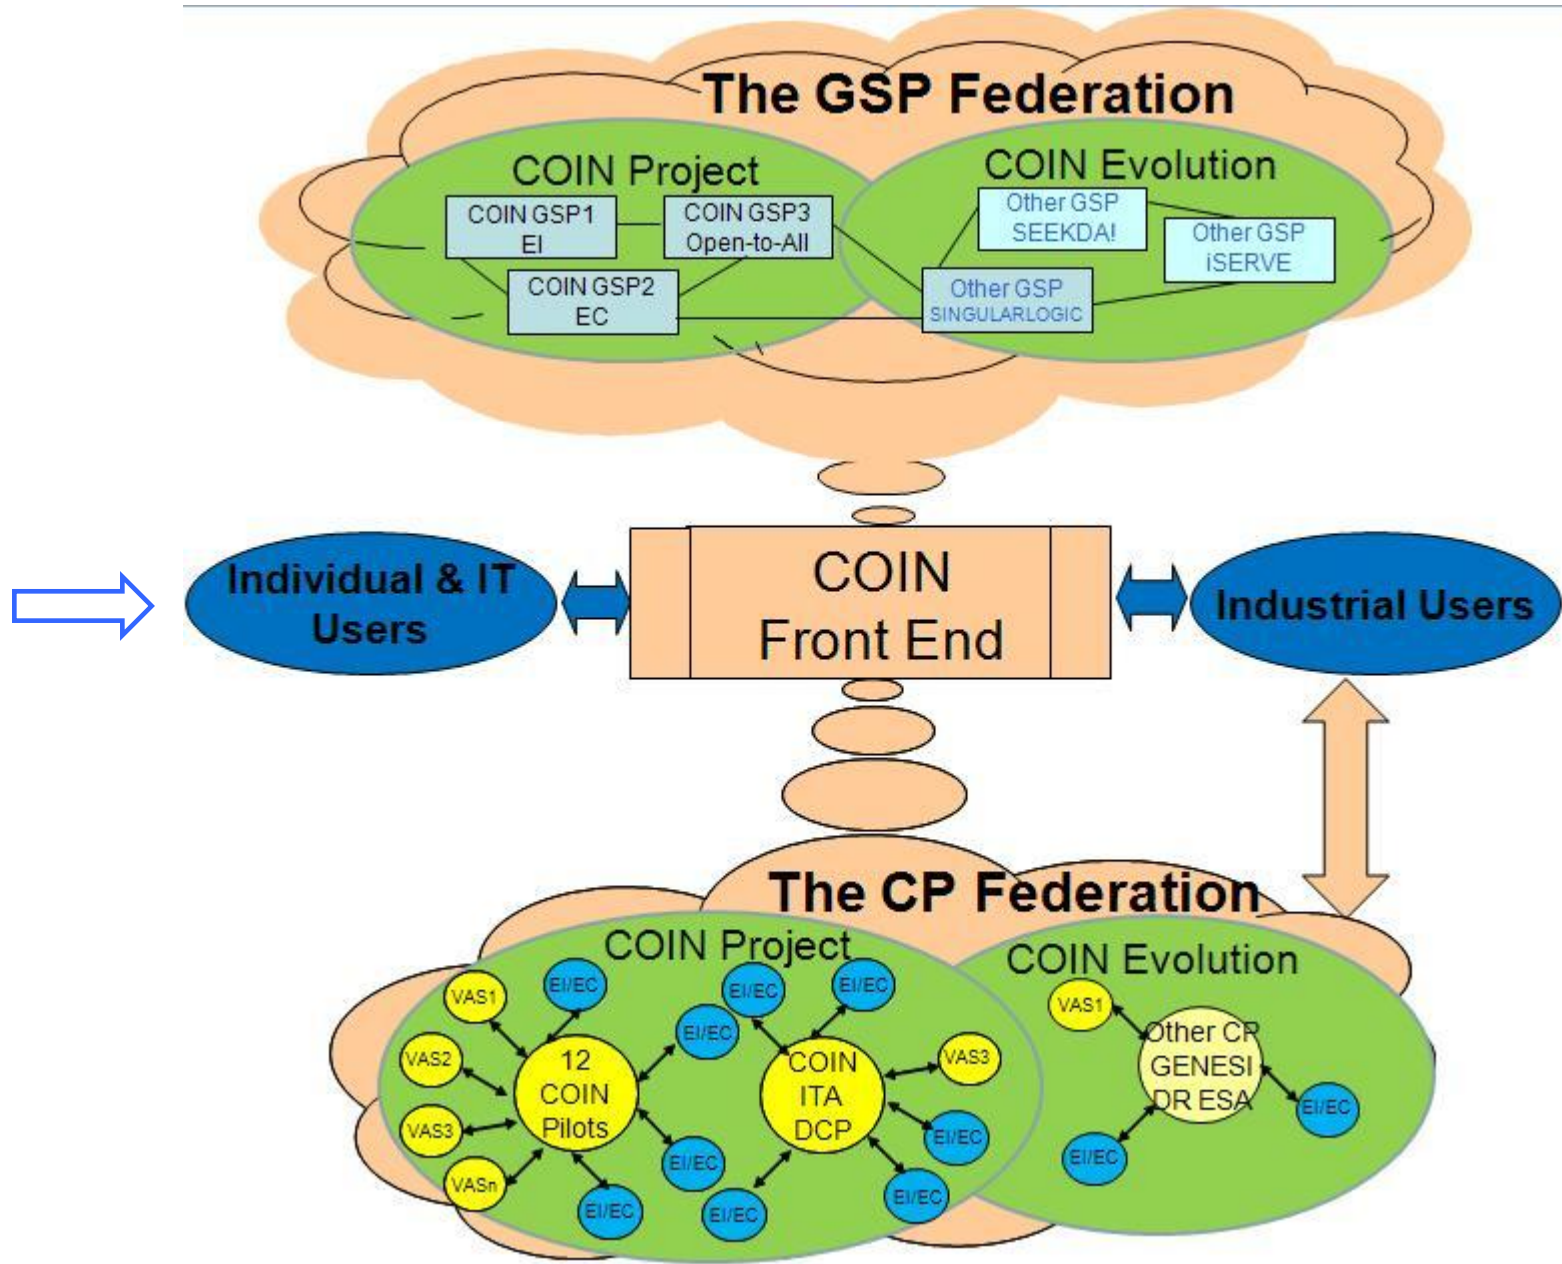 The GSP Federation
COIN Project
COIN Evolution
COIN GSP1
EI
COIN GSP3
Open-to-All
COIN GSP2
EC
Other GSP
SEEKDA!
Other GSP
iSERVE
Other GSP
SINGULARLOGIC
Individual & IT
Users
COIN
Front End
Industrial Users
The CP Federation
COIN Project
COIN Evolution
VAS1
EI/EC
EI/EC
EI/EC
EI/EC
VAS2
VAS3
VASn
12
COIN
Pilots
EI/EC
EI/EC
COIN
ITA
DCP
VAS3
EI/EC
EI/EC
EI/EC
VAS1
Other CP
GENESI
DR ESA
EI/EC
EI/EC